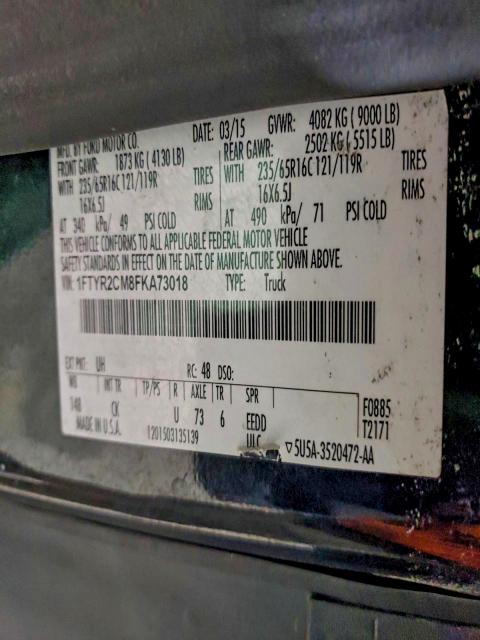 MFG. BY FORD MOTOR CO. DATE: 03/15 GVWR: 4082 KG ( 9000 LB)
FRONT GAWR: 1873 KG ( 4130 LB) REAR GAWR: 2502 KG ( 5515 LB)
WITH 235/65R16C 121/119R TIRES WITH 235/65R16C 121/119R TIRES
16X6.5J RIMS 16X6.5J RIMS
AT 340 kPa/ 49 PSI COLD AT 490 kPa/ 71 PSI COLD
THIS VEHICLE CONFORMS TO ALL APPLICABLE FEDERAL MOTOR VEHICLE
SAFETY STANDARDS IN EFFECT ON THE DATE OF MANUFACTURE SHOWN ABOVE.
VIN: 1FTYR2CM8FKA73018 TYPE: Truck
EXT PNT: UH RC: 48 DSO:
WB INT TR TP/PS R AXLE TR SPR
148 CK U 73 6 EEDD F0885
MADE IN U.S.A. 1201503135139 ULC T2171
▽5U5A-3520472-AA